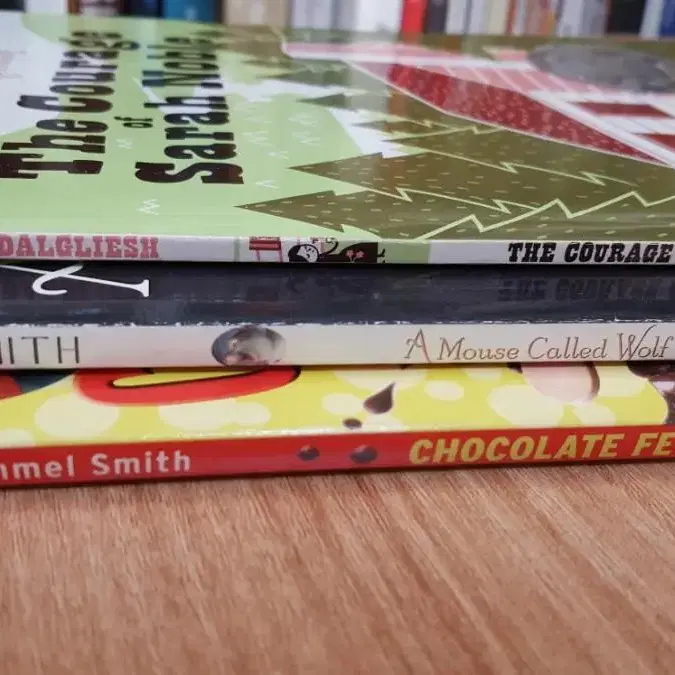 The Courage
of
Sarah Noble
DALGLIESH
THE COURAGE
ITH
A Mouse Called Wolf
mmel Smith
CHOCOLATE FE